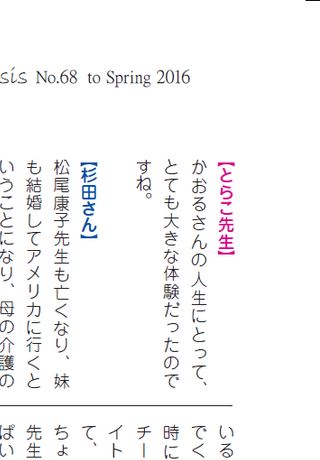 sis No.68 to Spring 2016
【とらこ先生】
かおるさんの人生にとって、
とても大きな体験だったので
すね。
【杉田さん】
松尾康子先生も亡くなり、妹
も結婚してアメリカに行くと
いうことになり、母の介護の
いる
でく
時に
チー
イト
て、
ちょ
先生
ぱい